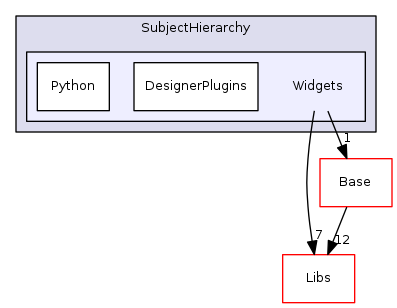 SubjectHierarchy
Python
DesignerPlugins
Widgets
1
Base
7
12
Libs